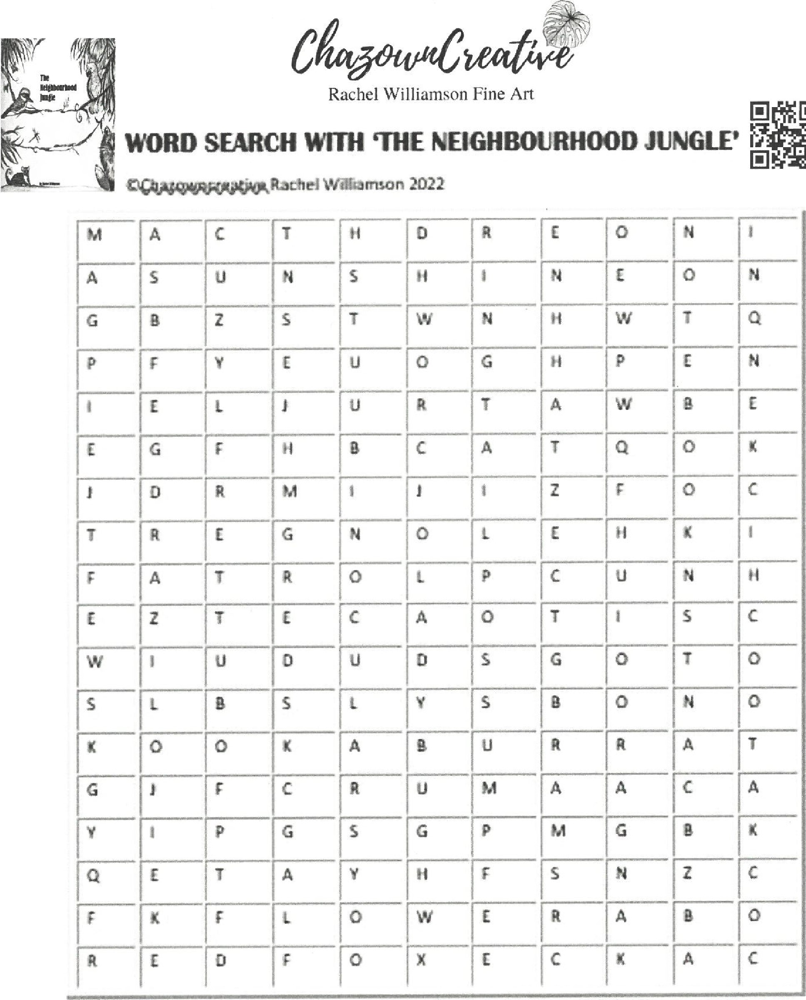 ChazownCreative
Rachel Williamson Fine Art
The
Neighbourhood
Jungle
WORD SEARCH WITH ‘THE NEIGHBOURHOOD JUNGLE’
©Chazowncreative Rachel Williamson 2022
M A C T H D R E O N I
A S U N S H I N E O N
G B Z S T W N H W T Q
P F Y E U O G H P E N
I E L J U R T A W B E
E G F H B C A T Q O K
J D R M I J I Z F O C
T R E G N O L E H K I
F A T R O L P C U N H
E Z T E C A O T I S C
W I U D U D S G O T O
S L B S L Y S B O N O
K O O K A B U R R A T
G J F C R U M A A C A
Y I P G S G P M G B K
Q E T A Y H F S N Z C
F K F L O W E R A B O
R E D F O X E C K A C